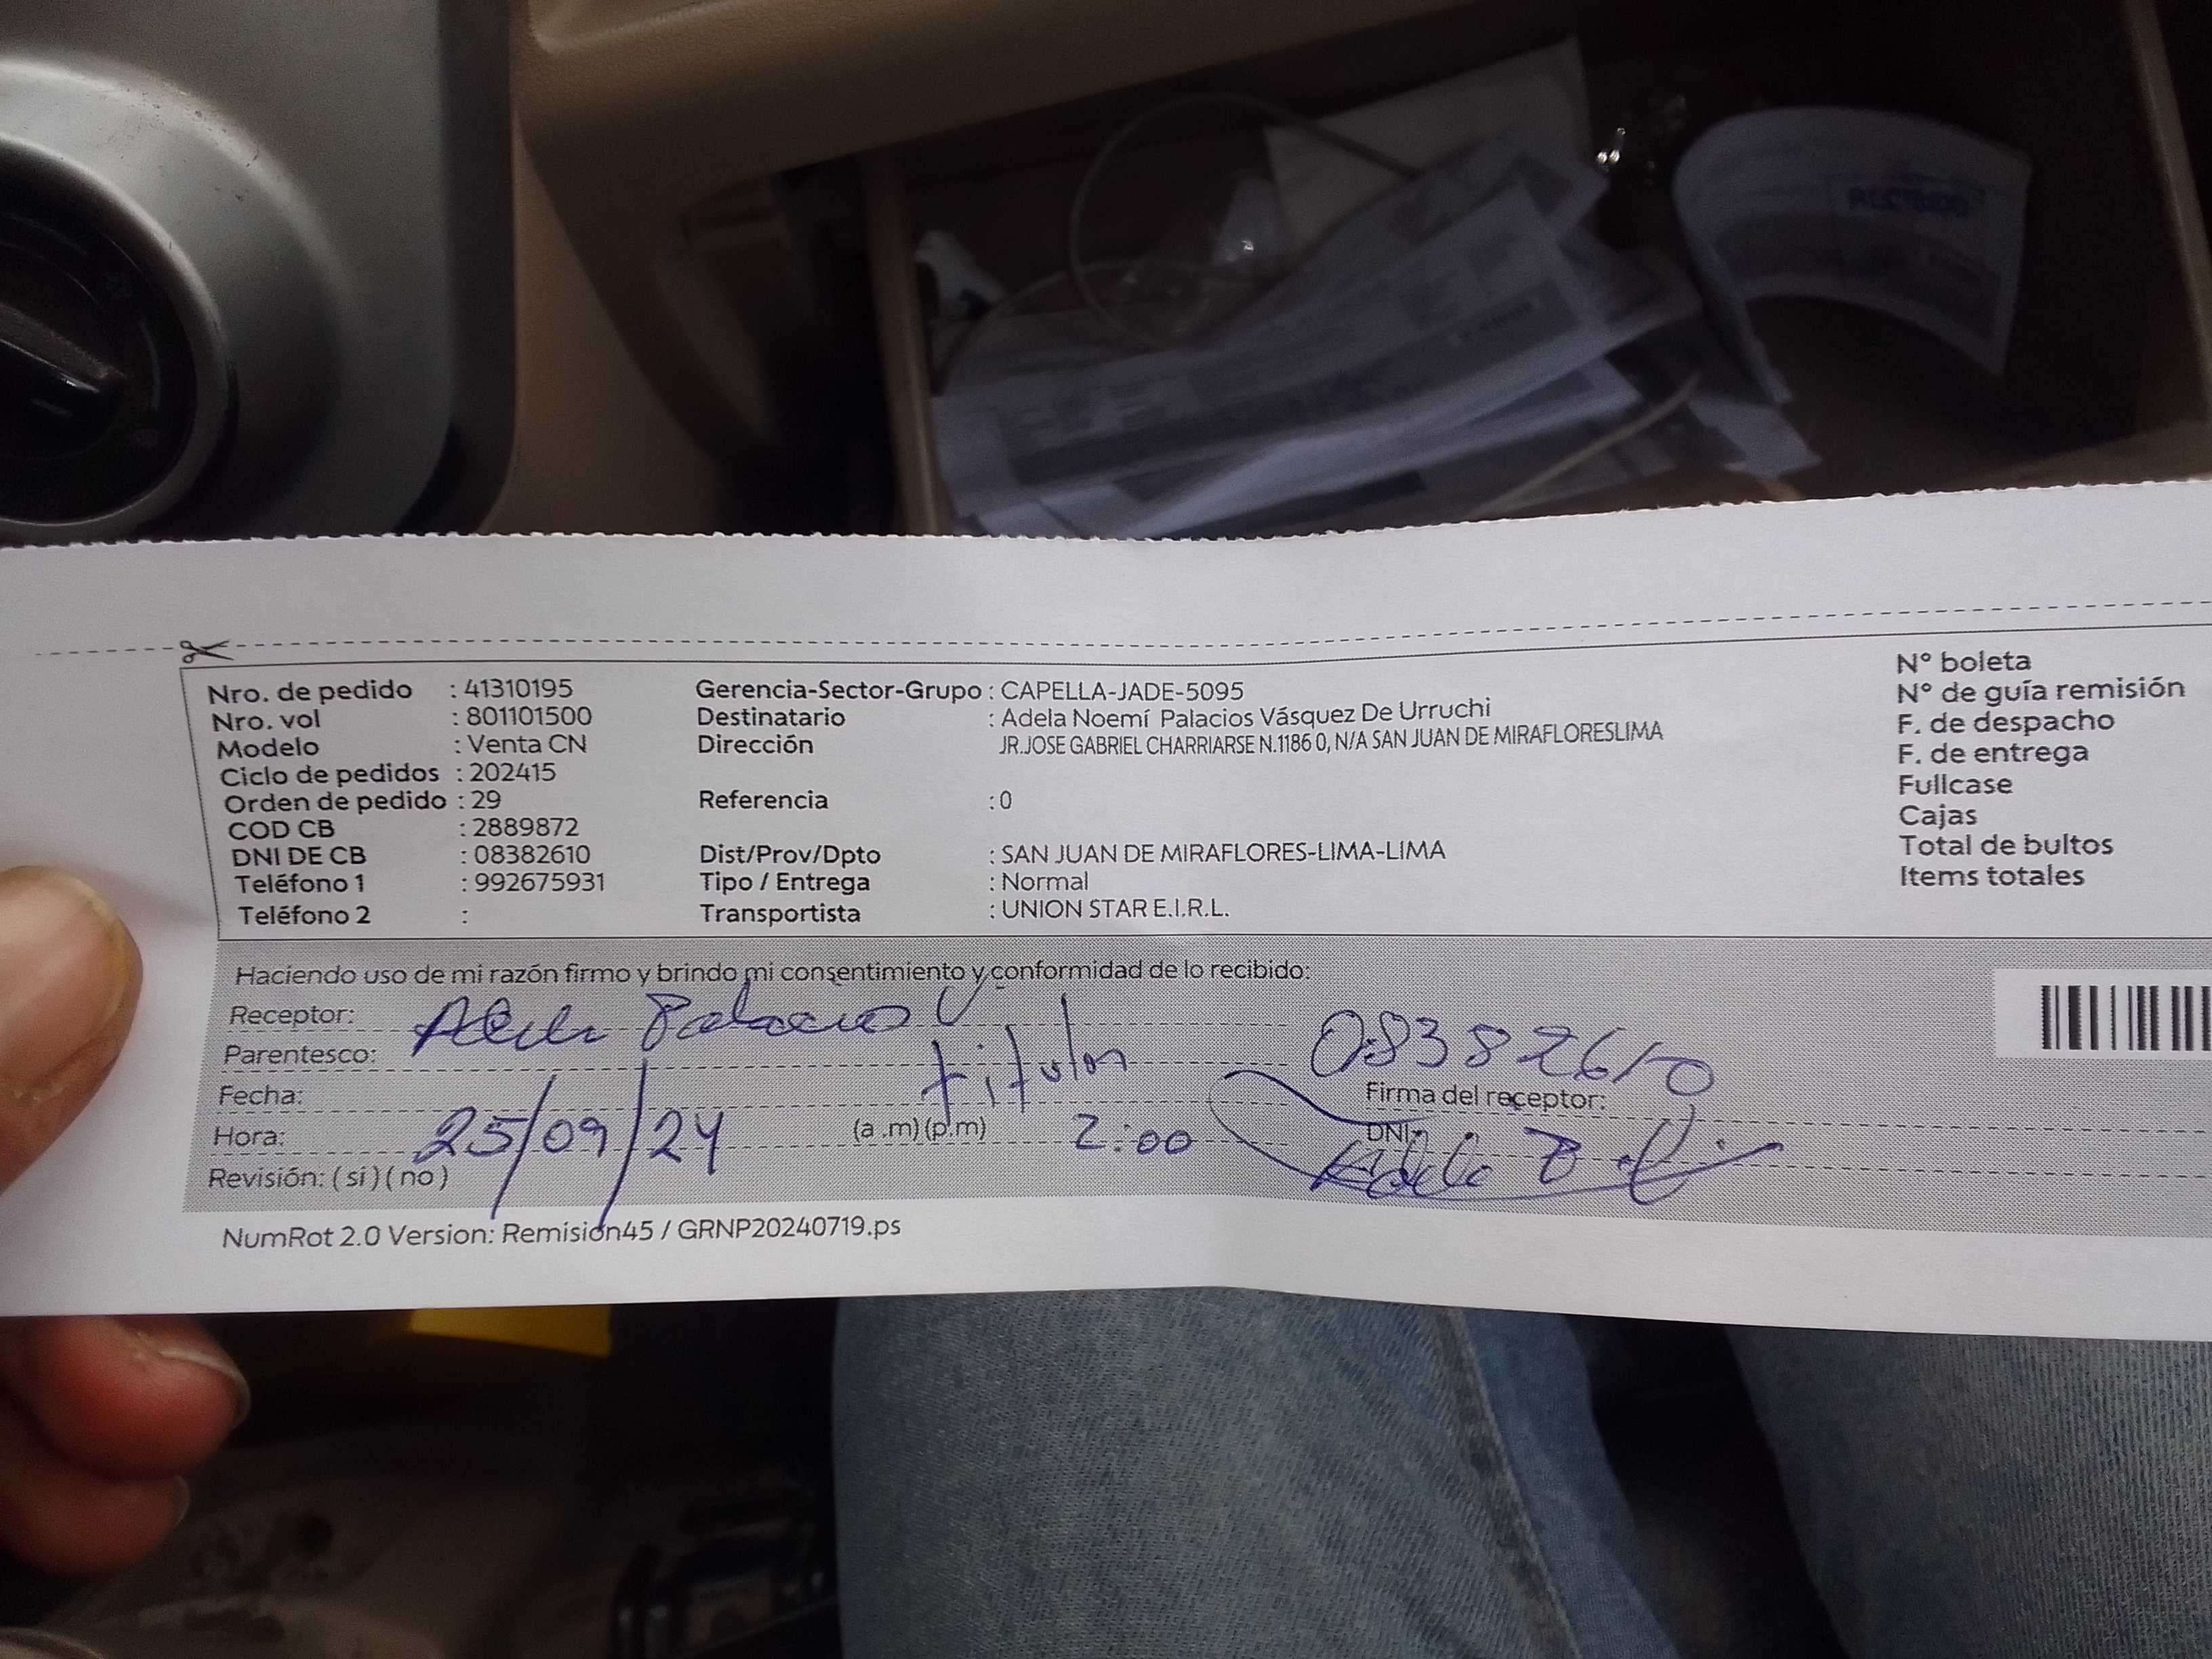 Nro. de pedido : 41310195
Nro. vol : 801101500
Modelo : Venta CN
Ciclo de pedidos : 202415
Orden de pedido : 29
COD CB : 2889872
DNI DE CB : 08382610
Teléfono 1 : 992675931
Teléfono 2 :
Gerencia-Sector-Grupo : CAPELLA-JADE-5095
Destinatario : Adela Noemí Palacios Vásquez De Urruchi
Dirección JR.JOSE GABRIEL CHARRIARSE N.1186 0, N/A SAN JUAN DE MIRAFLORESLIMA
Referencia : 0
Dist/Prov/Dpto : SAN JUAN DE MIRAFLORES-LIMA-LIMA
Tipo / Entrega : Normal
Transportista : UNION STAR E.I.R.L.
N° boleta
N° de guía remisión
F. de despacho
F. de entrega
Fullcase
Cajas
Total de bultos
Items totales
Haciendo uso de mi razón firmo y brindo mi consentimiento y conformidad de lo recibido:
Receptor: Adela Palacios V
Parentesco: titular
Fecha: 25/09/24
Hora: (a .m) (p.m) 2:00
Revisión: ( si ) ( no )
08382610
Firma del receptor:
DNI: Adela P
NumRot 2.0 Version: Remisión45 / GRNP20240719.ps
RECIBIDO